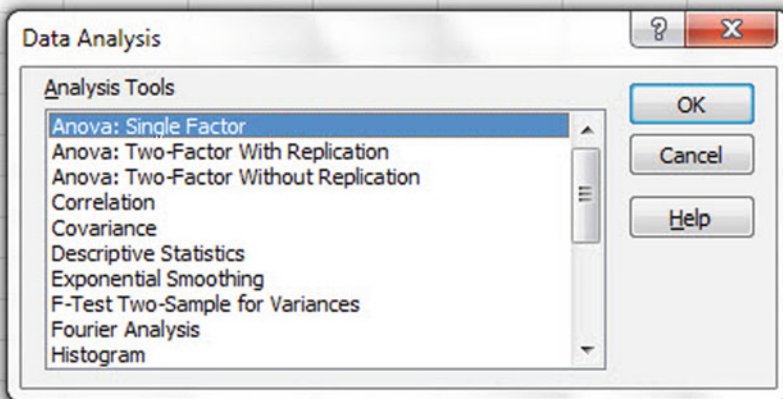 Data Analysis
?
X
Analysis Tools
Anova: Single Factor
Anova: Two-Factor With Replication
Anova: Two-Factor Without Replication
Correlation
Covariance
Descriptive Statistics
Exponential Smoothing
F-Test Two-Sample for Variances
Fourier Analysis
Histogram
OK
Cancel
Help